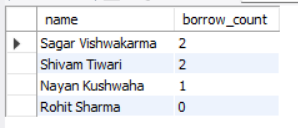 name borrow_count
Sagar Vishwakarma 2
Shivam Tiwari 2
Nayan Kushwaha 1
Rohit Sharma 0